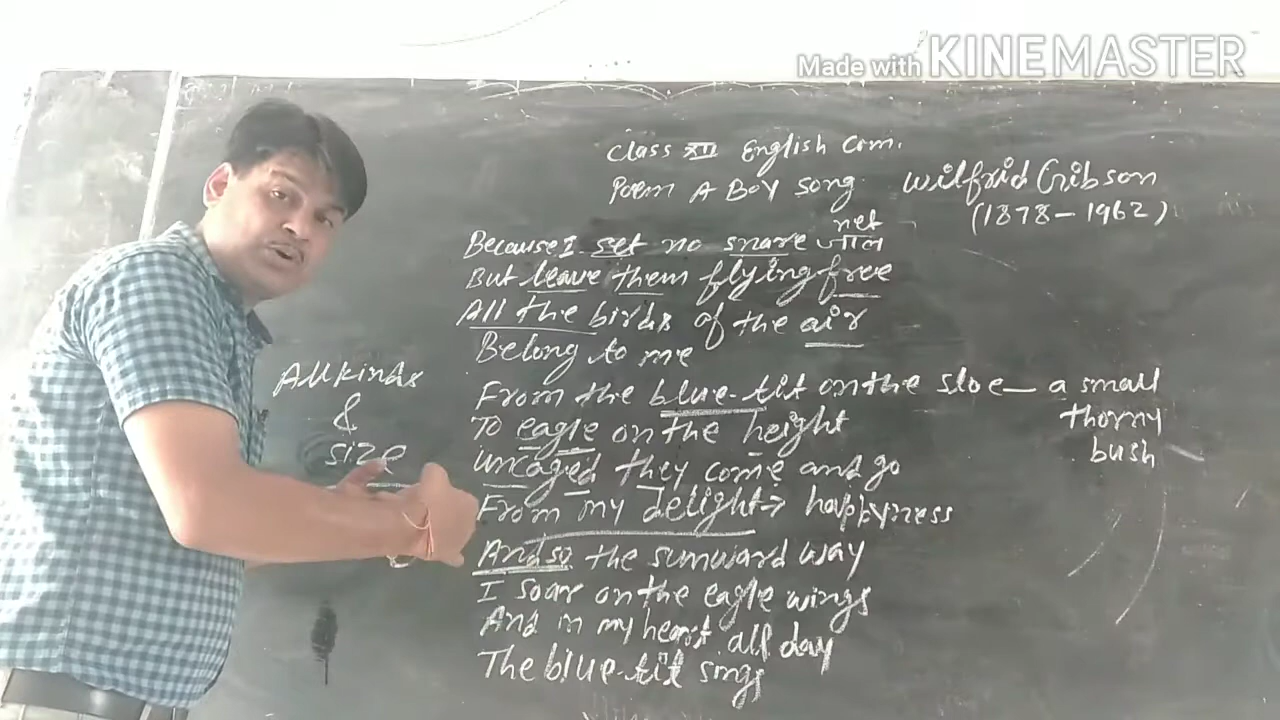 Made with KINEMASTER
Class XII English Com.
Poem A Boy song Wilfrid Gibson
(1878-1962)
net
Because I set no snare जाल
But leave them flying free
All the birds of the air
Belong to me
From the blue-tit on the sloe— a small
thorny
bush
To eagle on the height
uncaged they come and go
From my delight→ happyness
And so the sunward way
I soar on the eagle wings
And in my heart all day
The blue-tit sings
All kinds
&
size